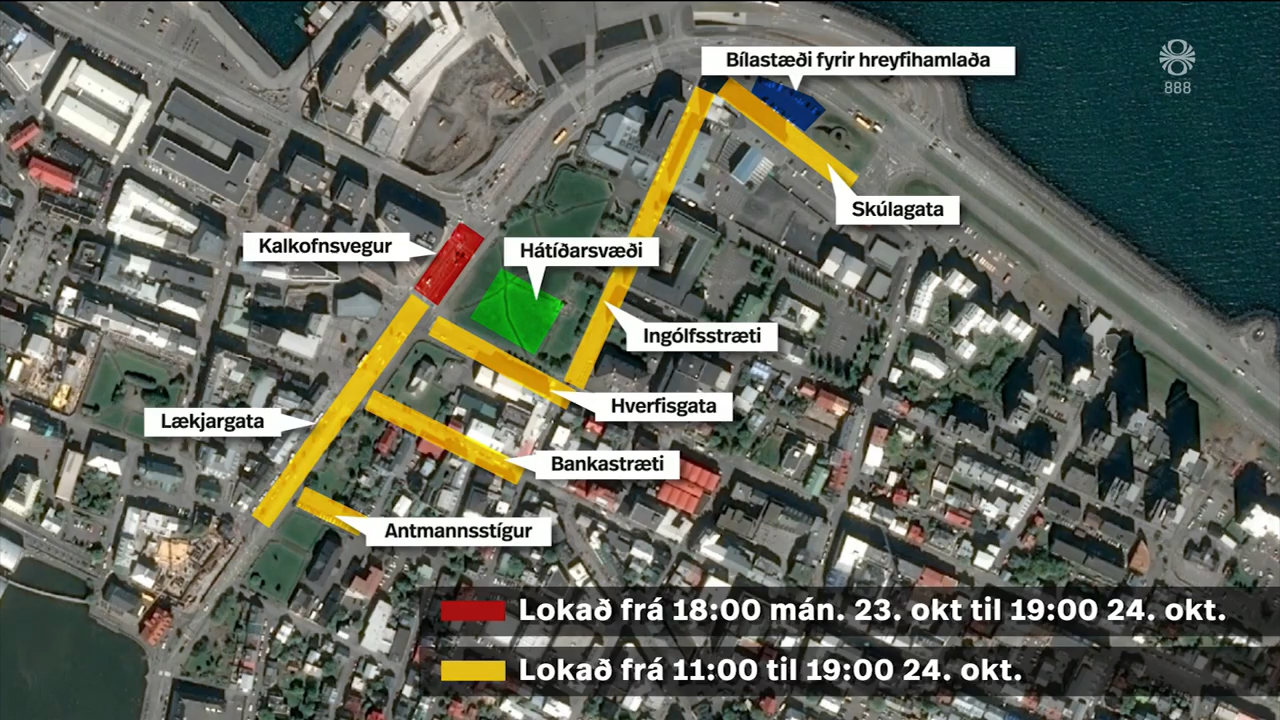 Bílastæði fyrir hreyfihamlaða
888
Skúlagata
Kalkofnsvegur
Hátíðarsvæði
Ingólfsstræti
Hverfisgata
Lækjargata
Bankastræti
Antmannsstígur
Lokað frá 18:00 mán. 23. okt til 19:00 24. okt.
Lokað frá 11:00 til 19:00 24. okt.